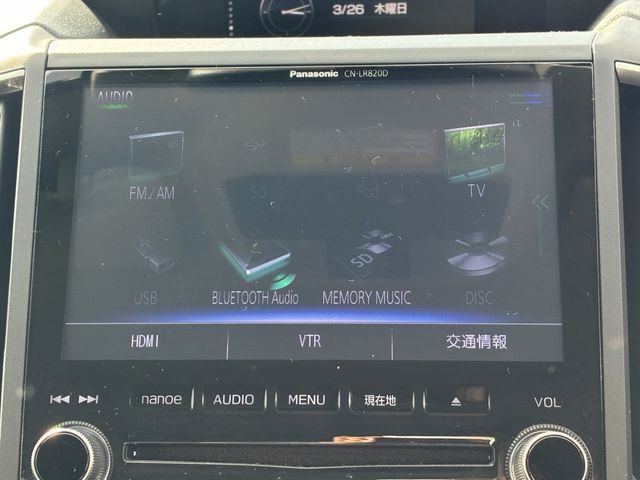 3/26 木曜日
Panasonic CN-LR820D
AUDIO
FM/AM SD iPod TV
USB BLUETOOTH Audio MEMORY MUSIC DISC
HDMI VTR 交通情報
nanoe AUDIO MENU 現在地 VOL